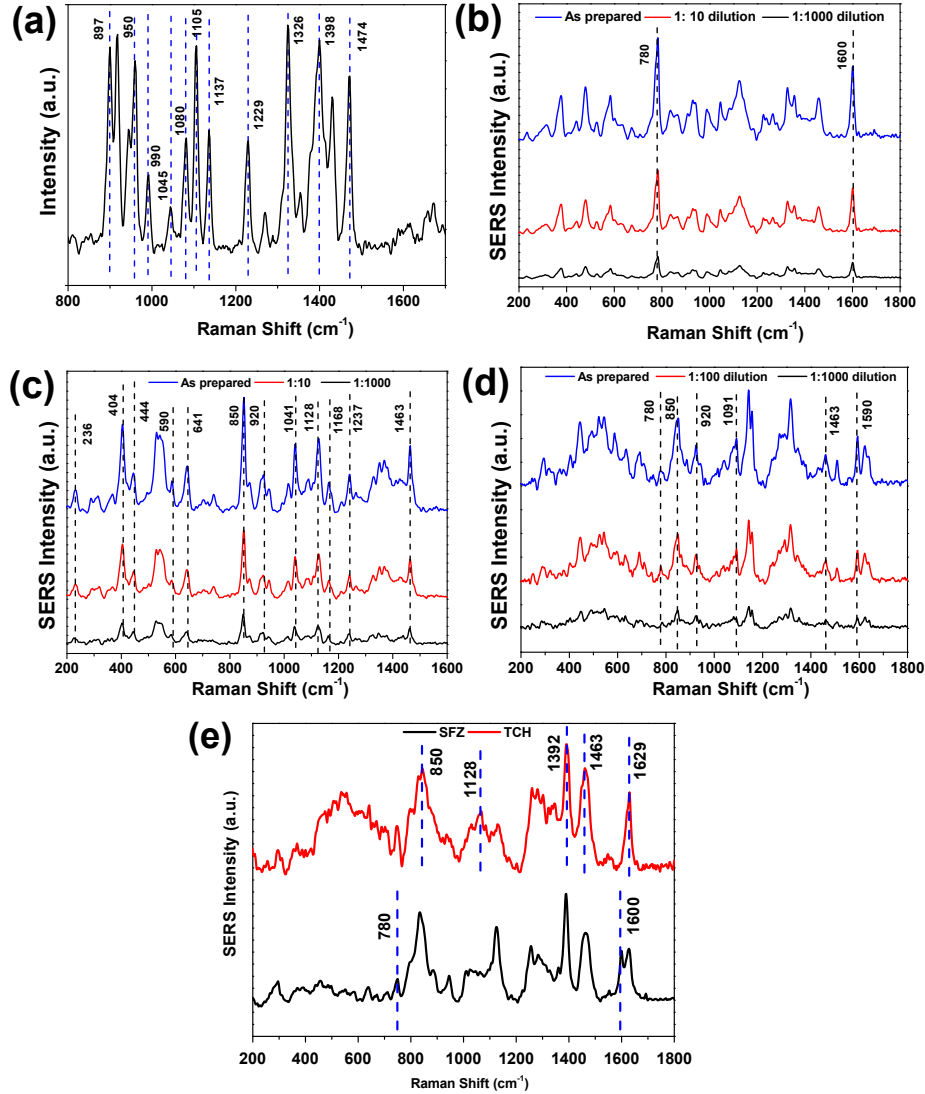 (a)
897
950
990
1045
1080
1105
1137
1229
1326
1398
1474
Intensity (a.u.)
800 1000 1200 1400 1600
Raman Shift (cm-1)
(b)
As prepared 1: 10 dilution 1:1000 dilution
780
1600
SERS Intensity (a.u.)
200 400 600 800 1000 1200 1400 1600 1800
Raman Shift (cm-1)
(c)
As prepared 1:10 1:1000
236
404
444
590
641
850
920
1041
1128
1168
1237
1463
SERS Intensity (a.u.)
200 400 600 800 1000 1200 1400 1600
Raman Shift (cm-1)
(d)
As prepared 1:100 dilution 1:1000 dilution
780
850
920
1091
1463
1590
SERS Intensity (a.u.)
200 400 600 800 1000 1200 1400 1600 1800
Raman Shift (cm-1)
(e)
SFZ TCH
850
1128
1392
1463
1629
780
1600
SERS Intensity (a.u.)
200 400 600 800 1000 1200 1400 1600 1800
Raman Shift (cm-1)